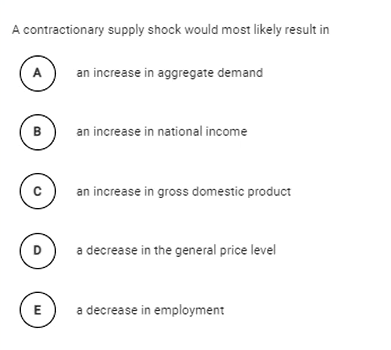 A contractionary supply shock would most likely result in
A an increase in aggregate demand
B an increase in national income
C an increase in gross domestic product
D a decrease in the general price level
E a decrease in employment